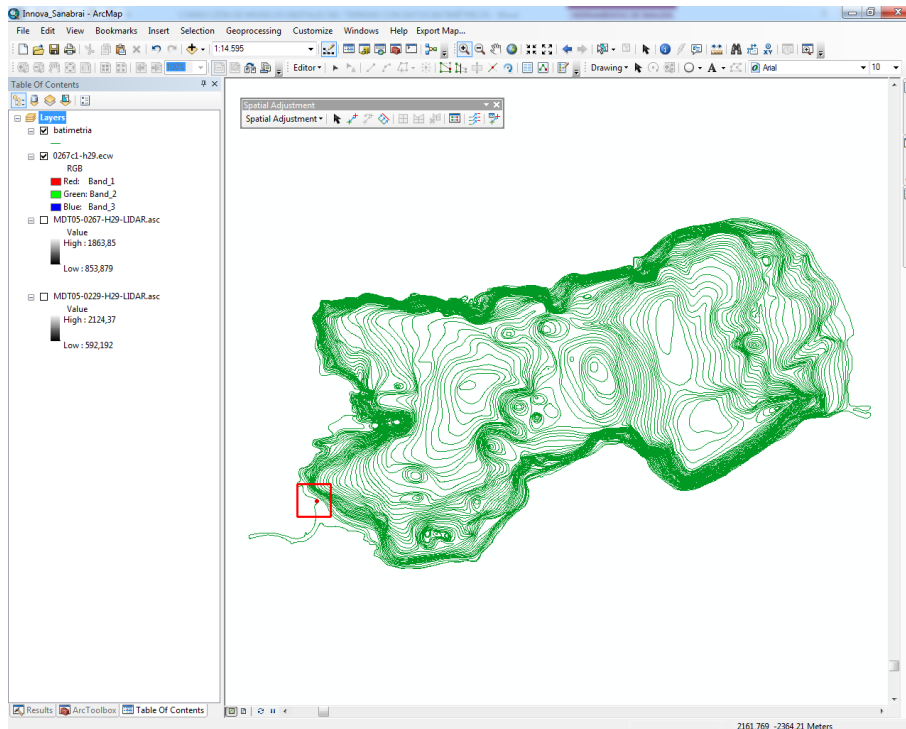 Innova_Sanabrai - ArcMap
File Edit View Bookmarks Insert Selection Geoprocessing Customize Windows Help Export Map...
1:14.595
Editor▾ Drawing▾ A Arial 10
Table Of Contents
Spatial Adjustment
Spatial Adjustment▾
Layers
batimetria
0267c1-h29.ecw
RGB
Red: Band_1
Green: Band_2
Blue: Band_3
MDT05-0267-H29-LIDAR.asc
Value
High : 1863,85
Low : 853,879
MDT05-0229-H29-LIDAR.asc
Value
High : 2124,37
Low : 592,192
Results ArcToolbox Table Of Contents
2161,769 -2364,21 Meters